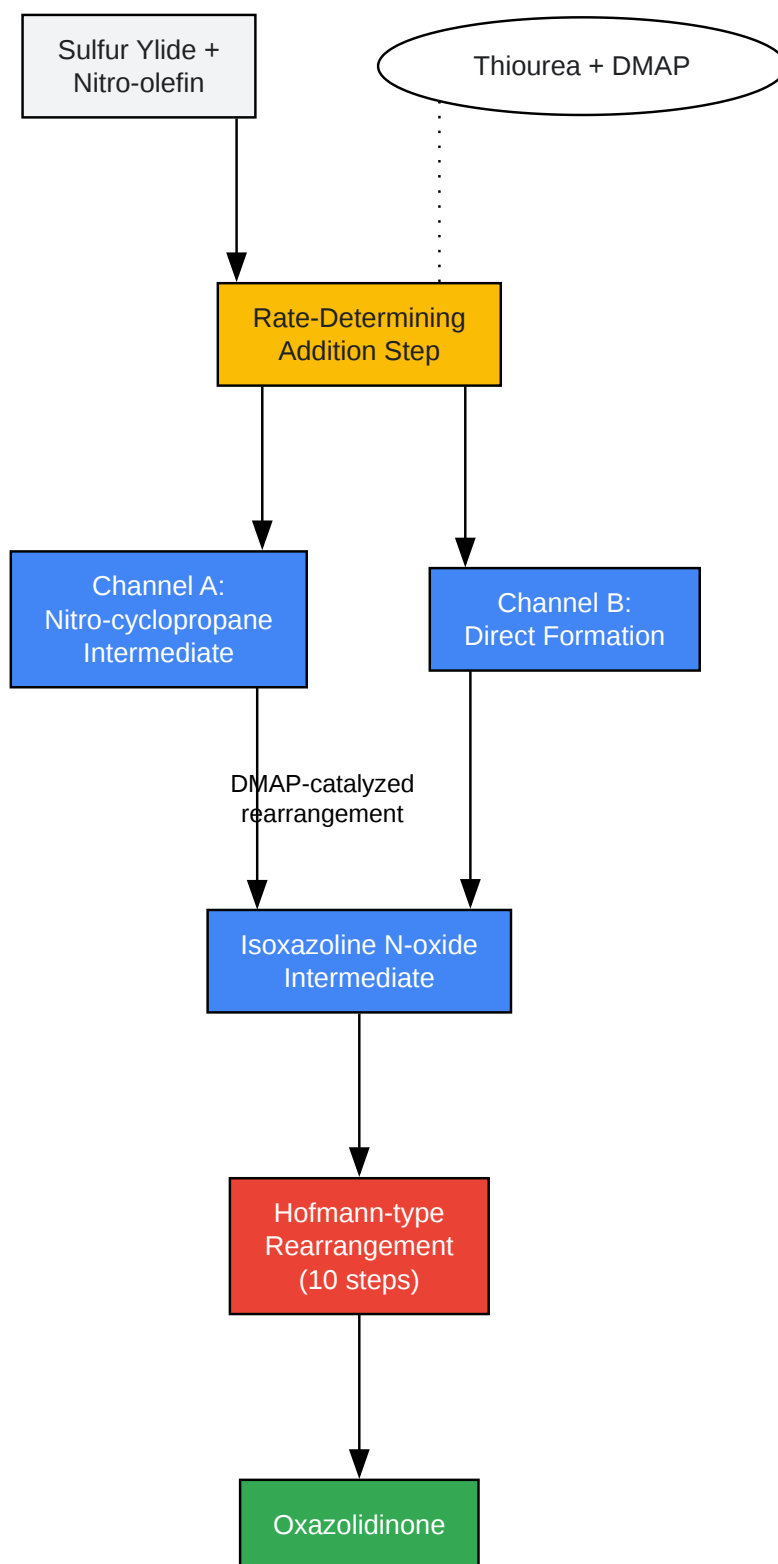 Sulfur Ylide +
Nitro-olefin
Thiourea + DMAP
Rate-Determining
Addition Step
Channel A:
Nitro-cyclopropane
Intermediate
Channel B:
Direct Formation
DMAP-catalyzed
rearrangement
Isoxazoline N-oxide
Intermediate
Hofmann-type
Rearrangement
(10 steps)
Oxazolidinone